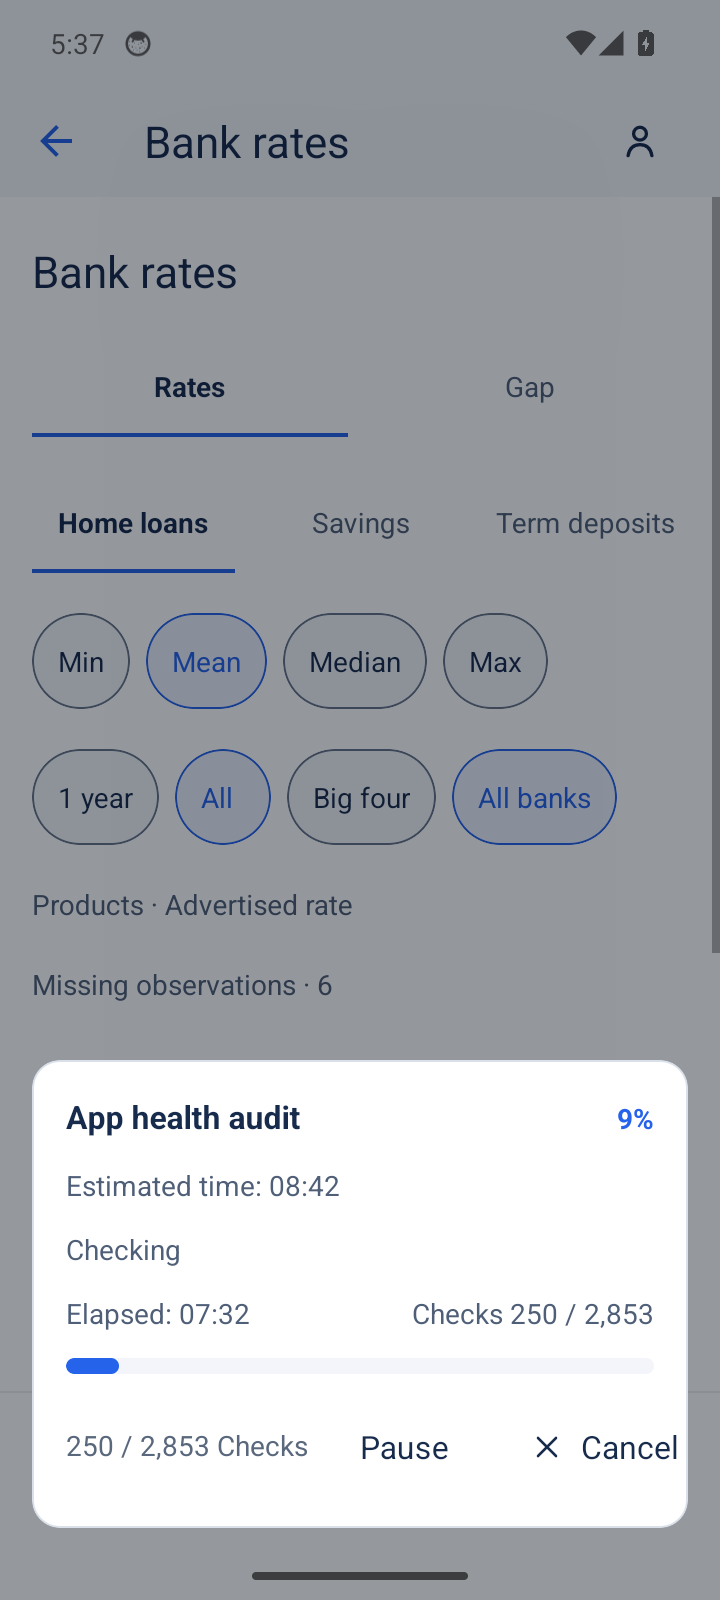 5:37
Bank rates
Bank rates
Rates Gap
Home loans Savings Term deposits
Min Mean Median Max
1 year All Big four All banks
Products · Advertised rate
Missing observations · 6
App health audit 9%
Estimated time: 08:42
Checking
Elapsed: 07:32 Checks 250 / 2,853
250 / 2,853 Checks Pause Cancel